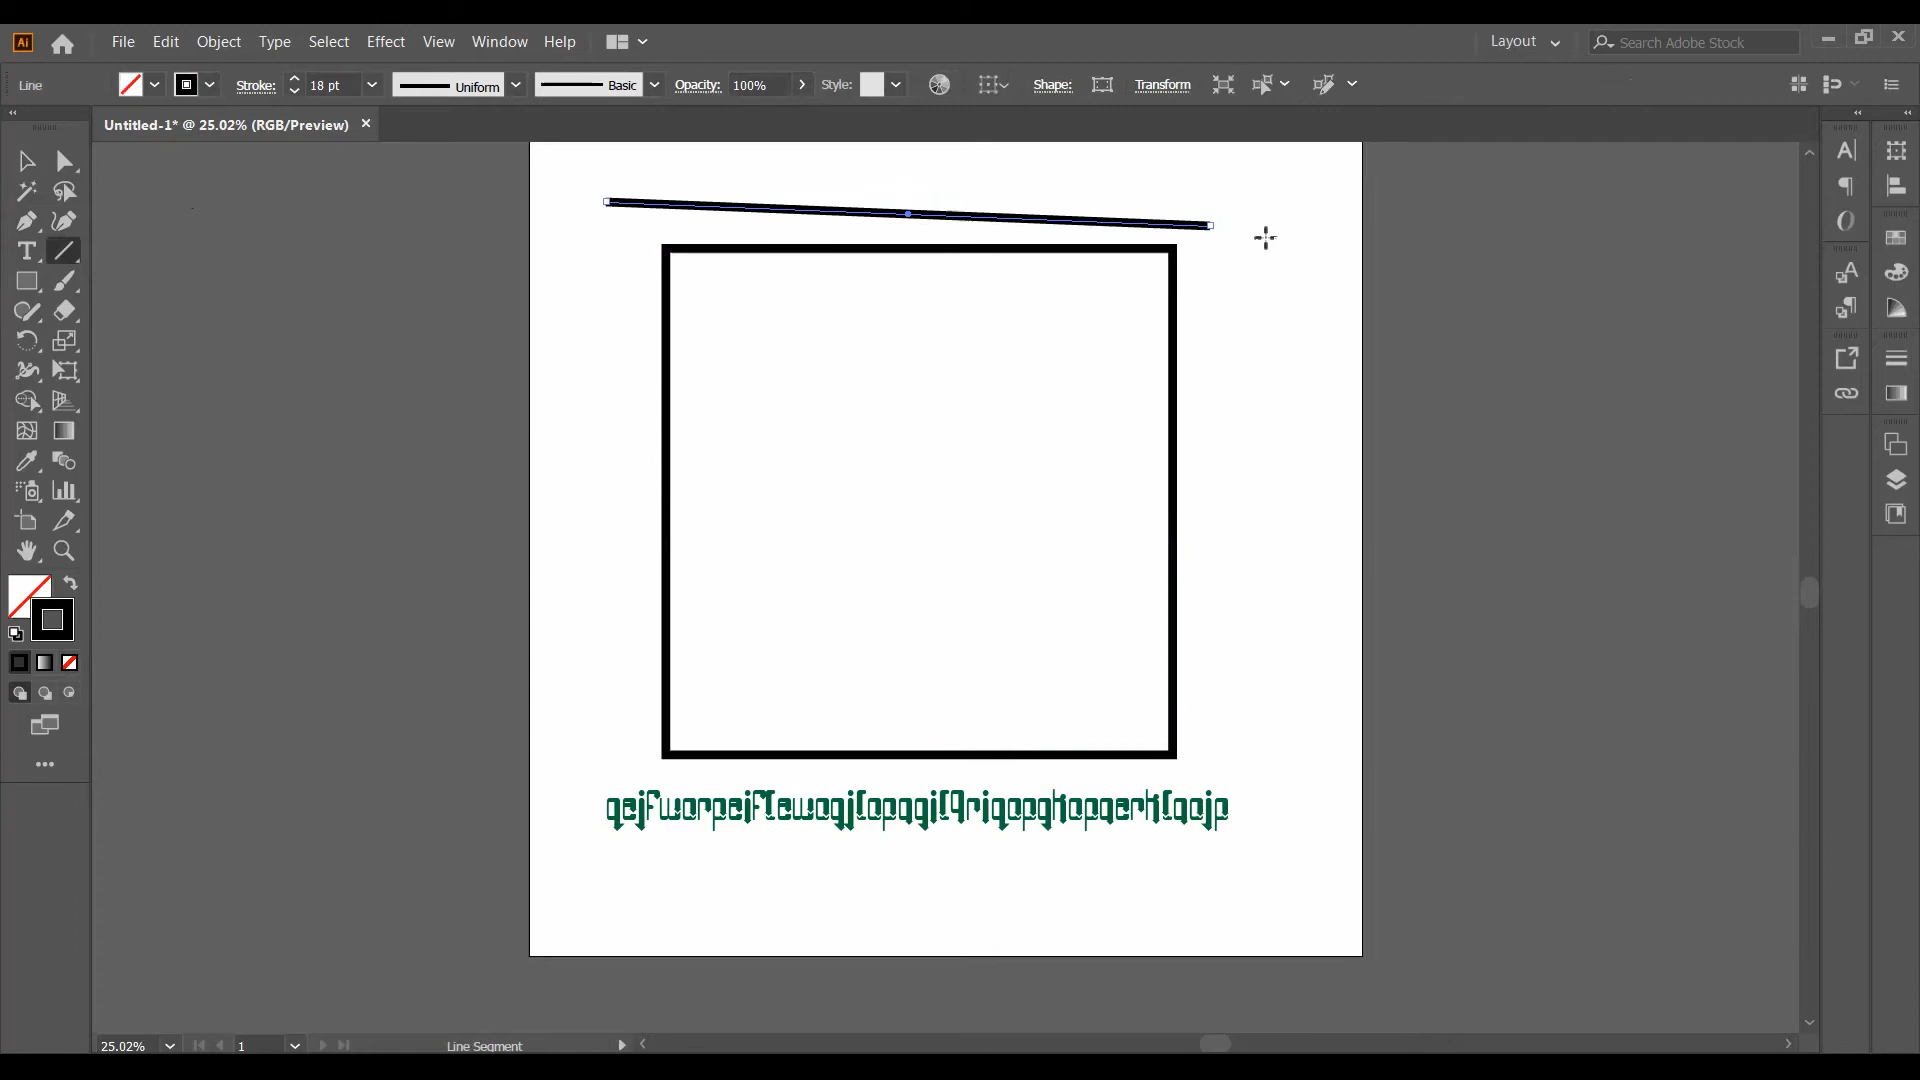 Ai File Edit Object Type Select Effect View Window Help Layout Search Adobe Stock
Line Stroke: 18 pt Uniform Basic Opacity: 100% Style: Shape: Transform
Untitled-1* @ 25.02% (RGB/Preview)
25.02% 1 Line Segment